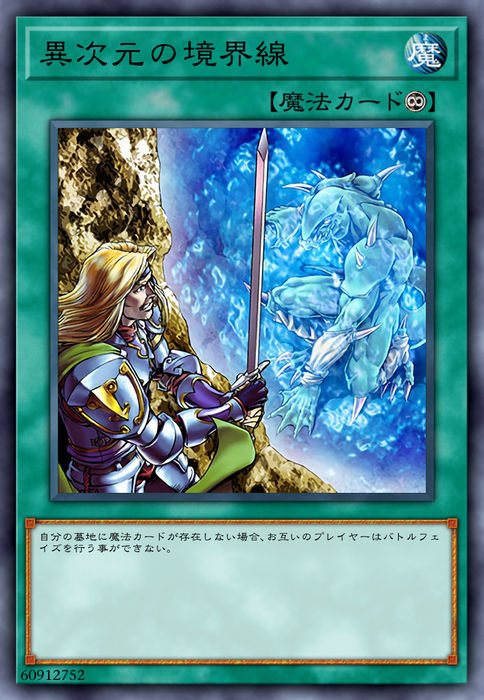 異次元の境界線
魔
【魔法カード】
自分の墓地に魔法カードが存在しない場合、お互いのプレイヤーはバトルフェ
イズを行う事ができない。
60912752